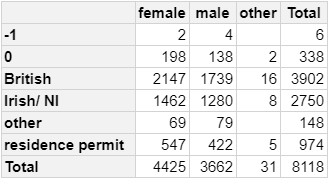 female male other Total
-1 2 4 6
0 198 138 2 338
British 2147 1739 16 3902
Irish/ NI 1462 1280 8 2750
other 69 79 148
residence permit 547 422 5 974
Total 4425 3662 31 8118